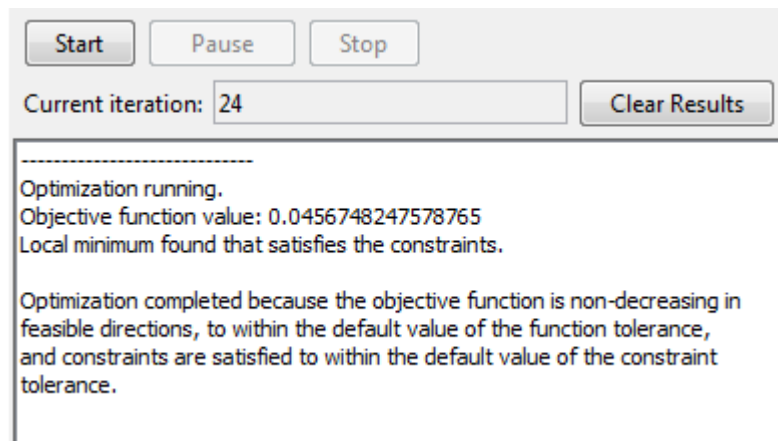 Start Pause Stop
Current iteration: 24 Clear Results
------------------------------
Optimization running.
Objective function value: 0.0456748247578765
Local minimum found that satisfies the constraints.
Optimization completed because the objective function is non-decreasing in
feasible directions, to within the default value of the function tolerance,
and constraints are satisfied to within the default value of the constraint
tolerance.